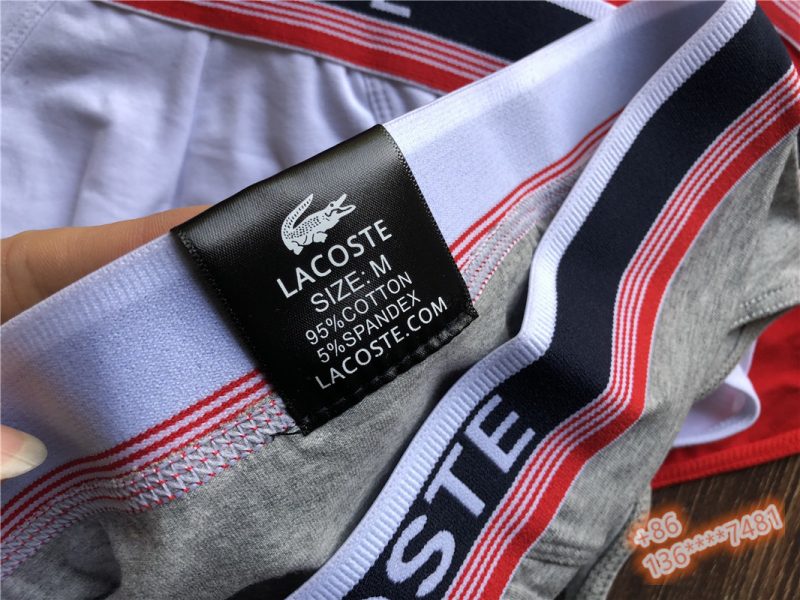 LACOSTE
SIZE: M
95%COTTON
5%SPANDEX
LACOSTE.COM
OSTE
+86
136****7481